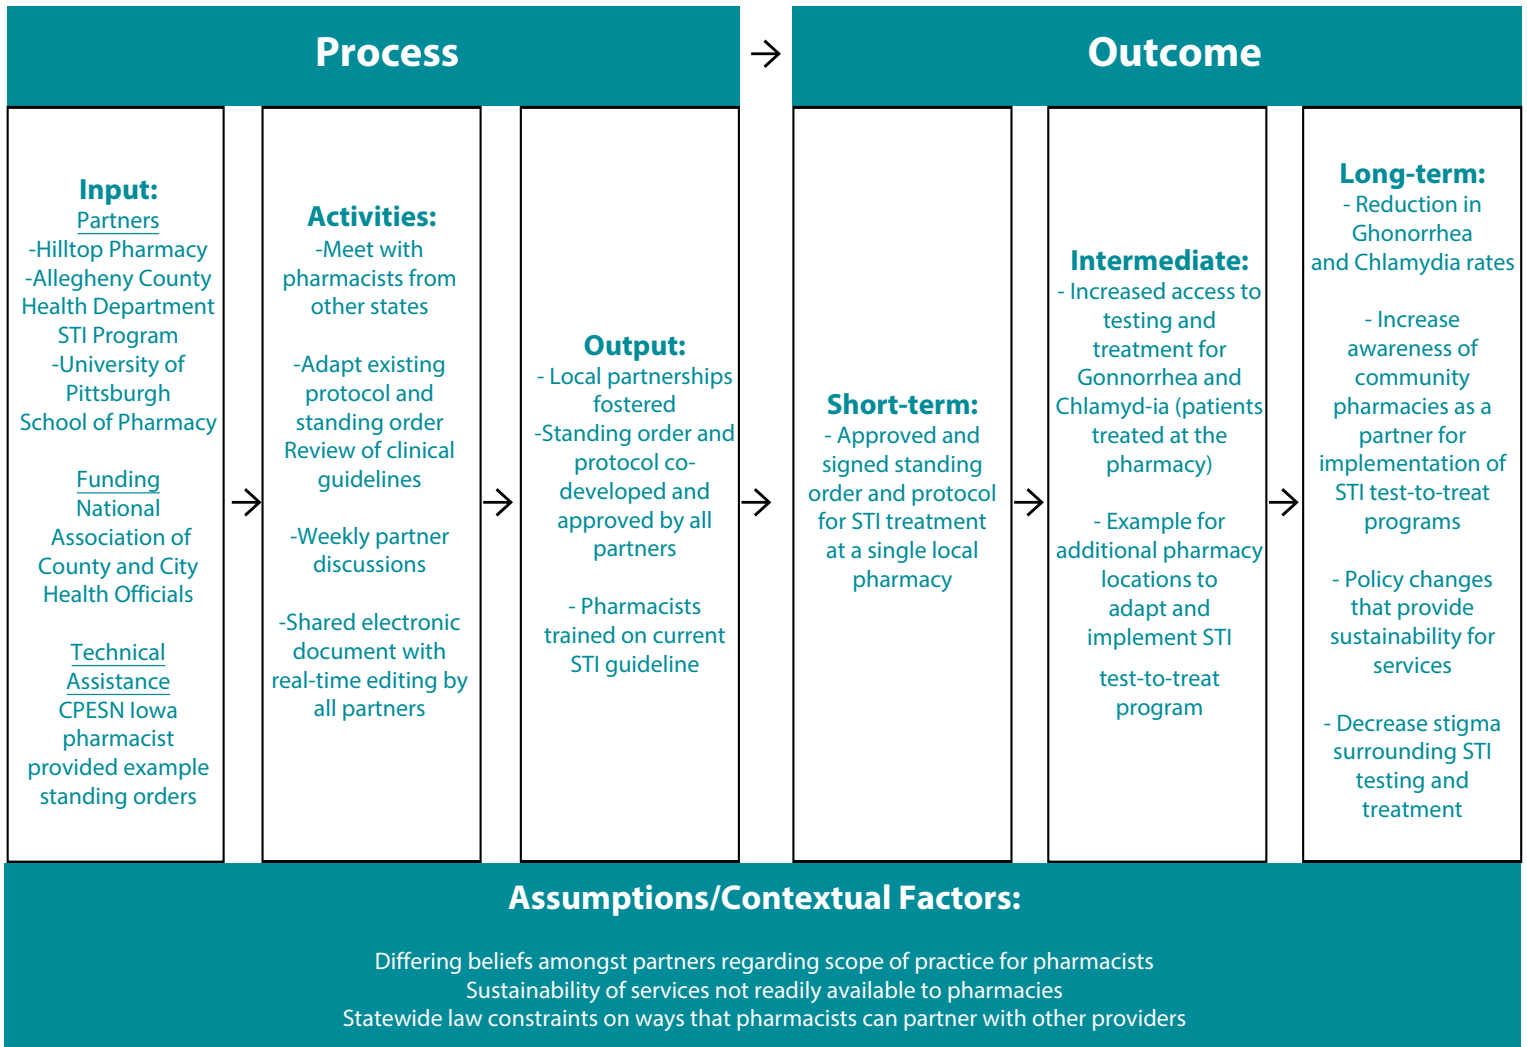 Process
Outcome
Input:
Partners
-Hilltop Pharmacy
-Allegheny County
Health Department
STI Program
-University of
Pittsburgh
School of Pharmacy
Funding
National
Association of
County and City
Health Officials
Technical
Assistance
CPESN Iowa
pharmacist
provided example
standing orders
Activities:
-Meet with
pharmacists from
other states
-Adapt existing
protocol and
standing order
Review of clinical
guidelines
-Weekly partner
discussions
-Shared electronic
document with
real-time editing by
all partners
Output:
- Local partnerships
fostered
-Standing order and
protocol co-
developed and
approved by all
partners
- Pharmacists
trained on current
STI guideline
Short-term:
- Approved and
signed standing
order and protocol
for STI treatment
at a single local
pharmacy
Intermediate:
- Increased access to
testing and
treatment for
Gonnorrhea and
Chlamyd-ia (patients
treated at the
pharmacy)
- Example for
additional pharmacy
locations to
adapt and
implement STI
test-to-treat
program
Long-term:
- Reduction in
Ghonorrhea
and Chlamydia rates
- Increase
awareness of
community
pharmacies as a
partner for
implementation of
STI test-to-treat
programs
- Policy changes
that provide
sustainability for
services
- Decrease stigma
surrounding STI
testing and
treatment
Assumptions/Contextual Factors:
Differing beliefs amongst partners regarding scope of practice for pharmacists
Sustainability of services not readily available to pharmacies
Statewide law constraints on ways that pharmacists can partner with other providers